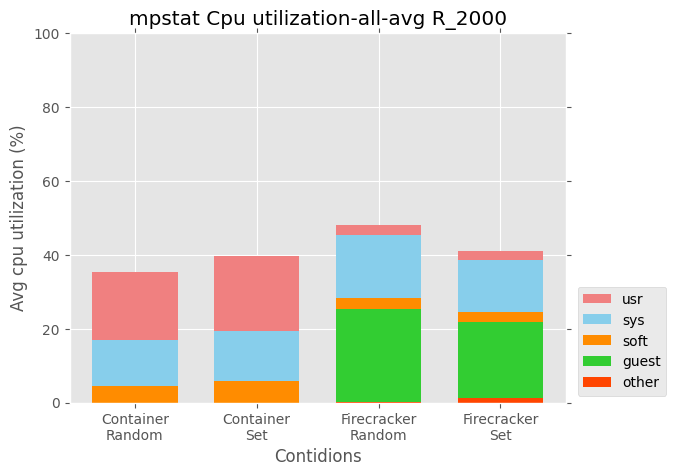 mpstat Cpu utilization-all-avg R_2000
Avg cpu utilization (%)
100
80
60
40
20
0
Container
Random
Container
Set
Firecracker
Random
Firecracker
Set
Contidions
usr
sys
soft
guest
other